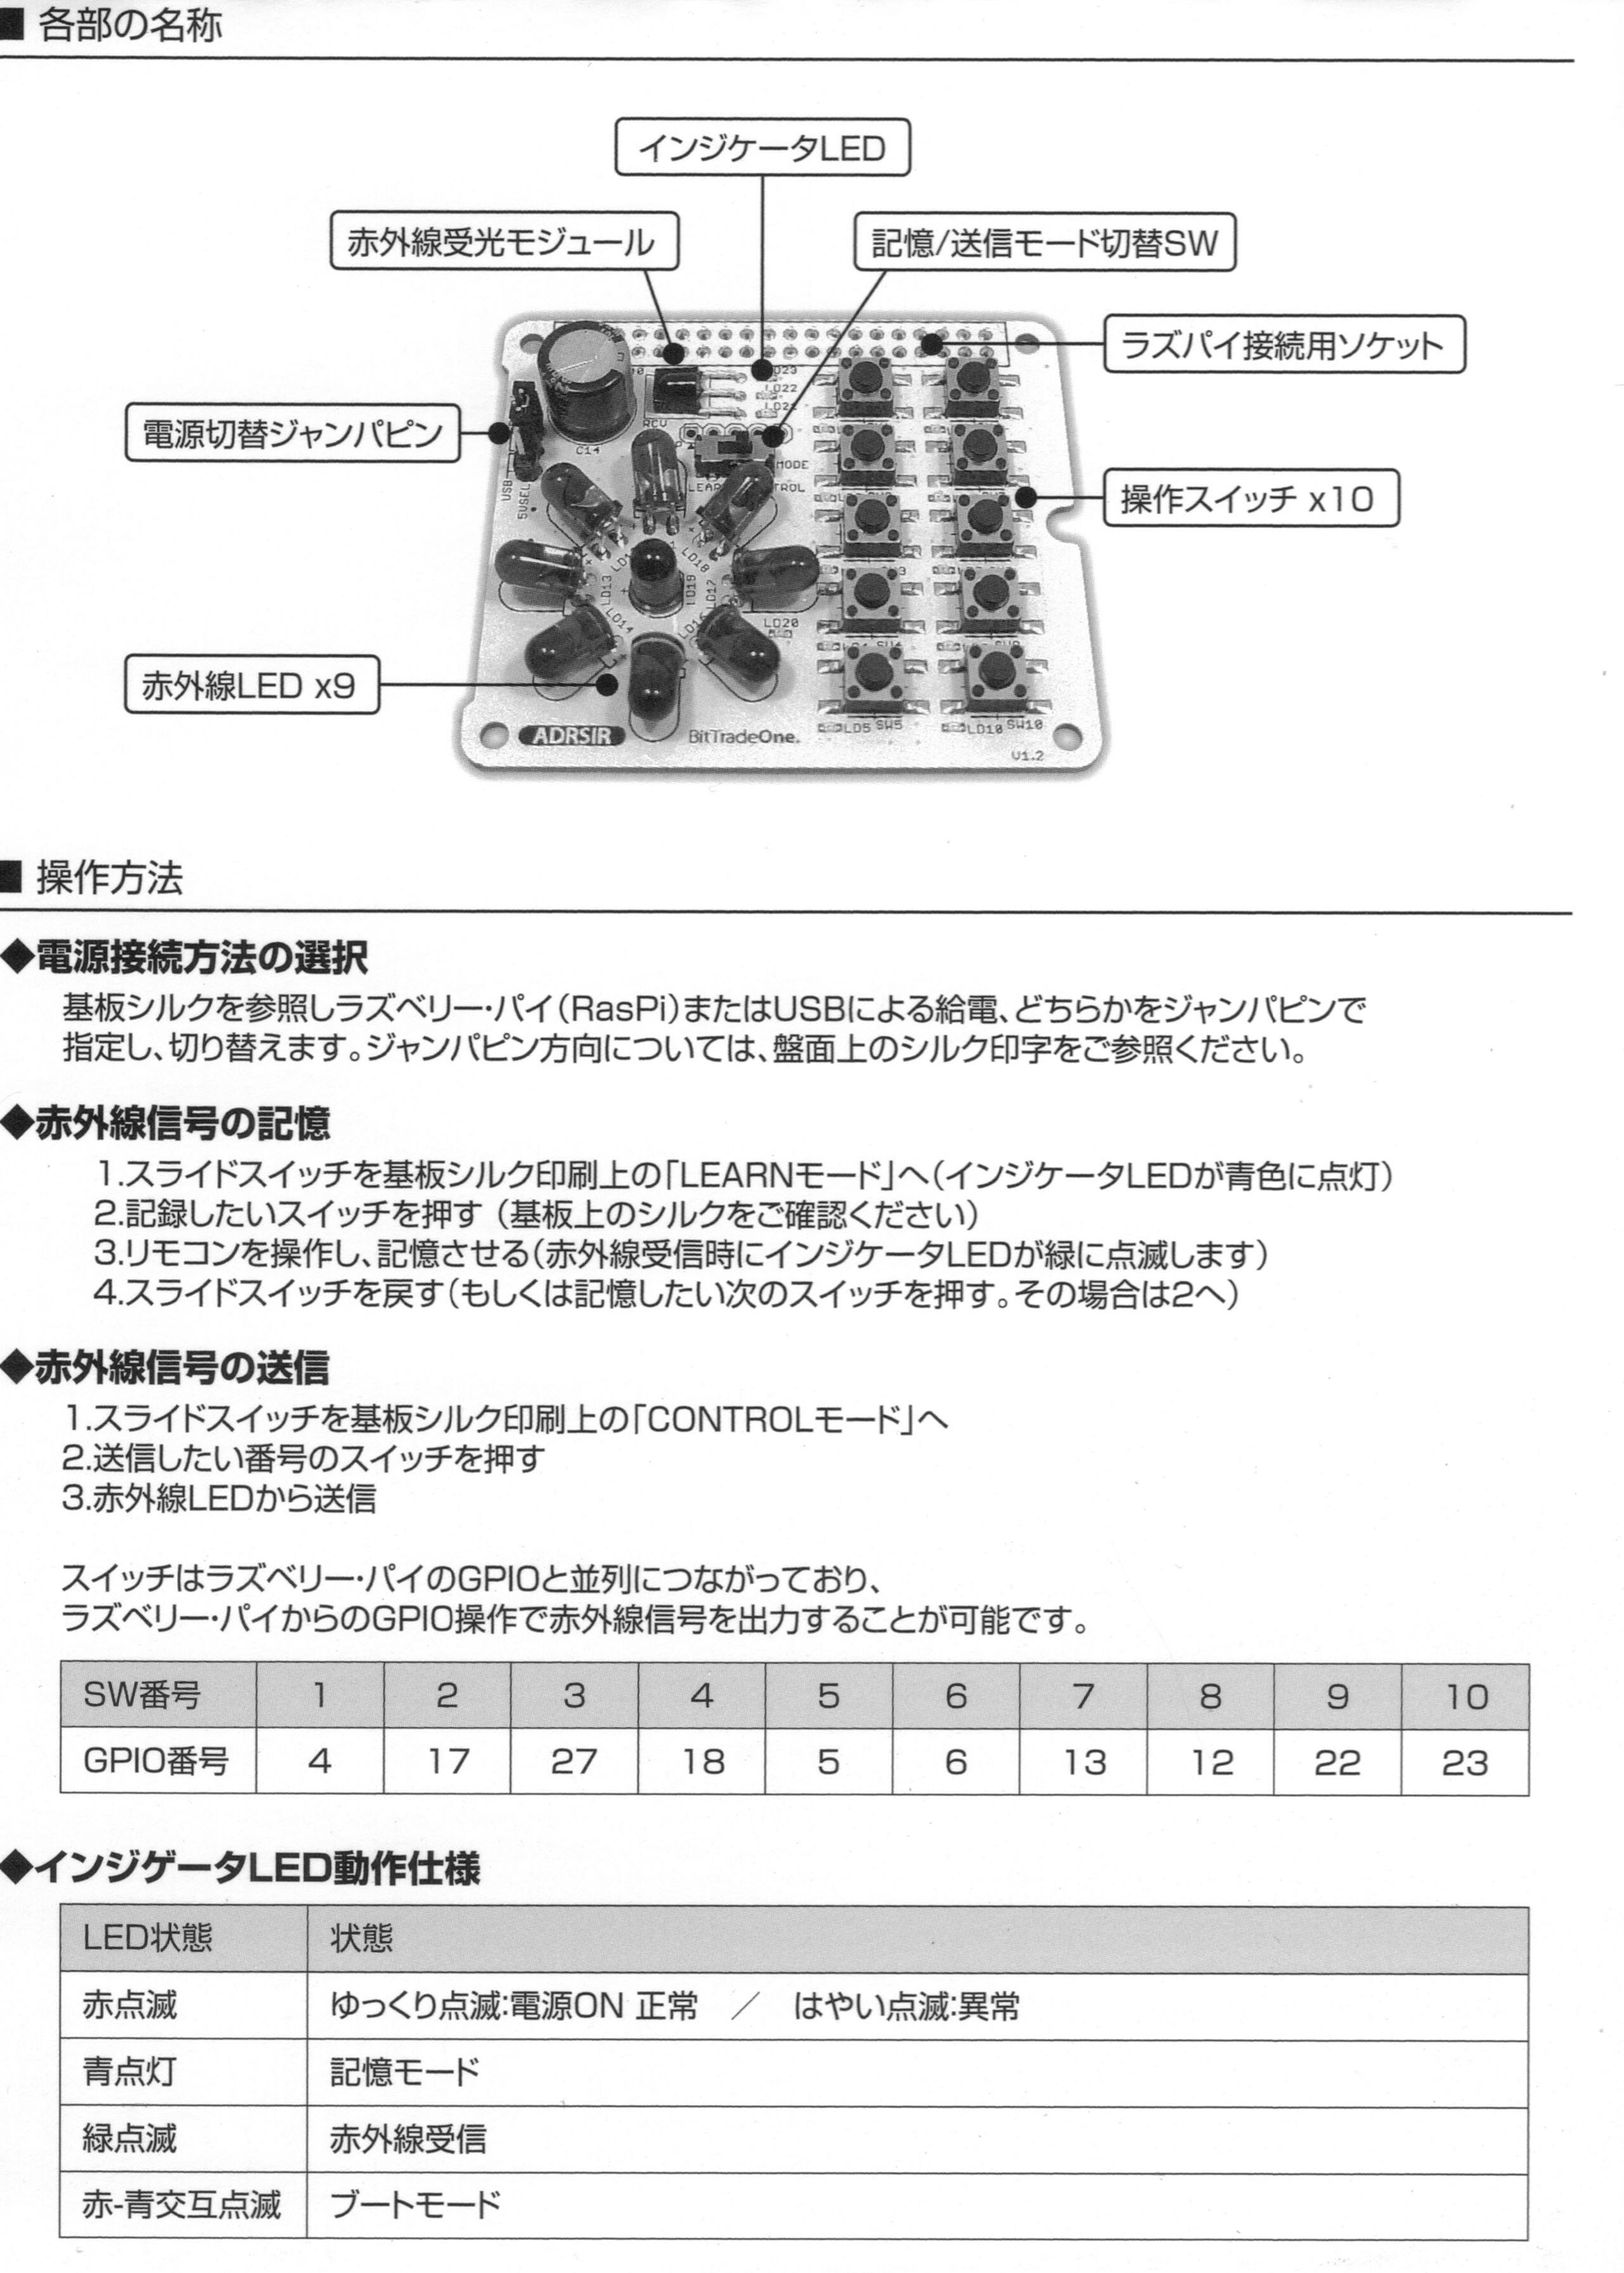 ■ 各部の名称
インジケータLED
赤外線受光モジュール
記憶/送信モード切替SW
ラズパイ接続用ソケット
電源切替ジャンパピン
操作スイッチ x10
赤外線LED x9
LD23
LD22
C14
RCV
MODE
USB
5VSEL
LD18
LD13
LD19
LD17
LD14
LD20
ADRSIR
BitTradeOne.
LD5 SW5
LD10 SW10
V1.2
■ 操作方法
◆電源接続方法の選択
基板シルクを参照しラズベリー・パイ（RasPi）またはUSBによる給電、どちらかをジャンパピンで
指定し、切り替えます。ジャンパピン方向については、盤面上のシルク印字をご参照ください。
◆赤外線信号の記憶
1.スライドスイッチを基板シルク印刷上の「LEARNモード」へ（インジケータLEDが青色に点灯）
2.記録したいスイッチを押す（基板上のシルクをご確認ください）
3.リモコンを操作し、記憶させる（赤外線受信時にインジケータLEDが緑に点滅します）
4.スライドスイッチを戻す（もしくは記憶したい次のスイッチを押す。その場合は2へ）
◆赤外線信号の送信
1.スライドスイッチを基板シルク印刷上の「CONTROLモード」へ
2.送信したい番号のスイッチを押す
3.赤外線LEDから送信
スイッチはラズベリー・パイのGPIOと並列につながっており、
ラズベリー・パイからのGPIO操作で赤外線信号を出力することが可能です。
SW番号 1 2 3 4 5 6 7 8 9 10
GPIO番号 4 17 27 18 5 6 13 12 22 23
◆インジゲータLED動作仕様
LED状態 状態
赤点滅 ゆっくり点滅:電源ON 正常 ／ はやい点滅:異常
青点灯 記憶モード
緑点滅 赤外線受信
赤-青交互点滅 ブートモード